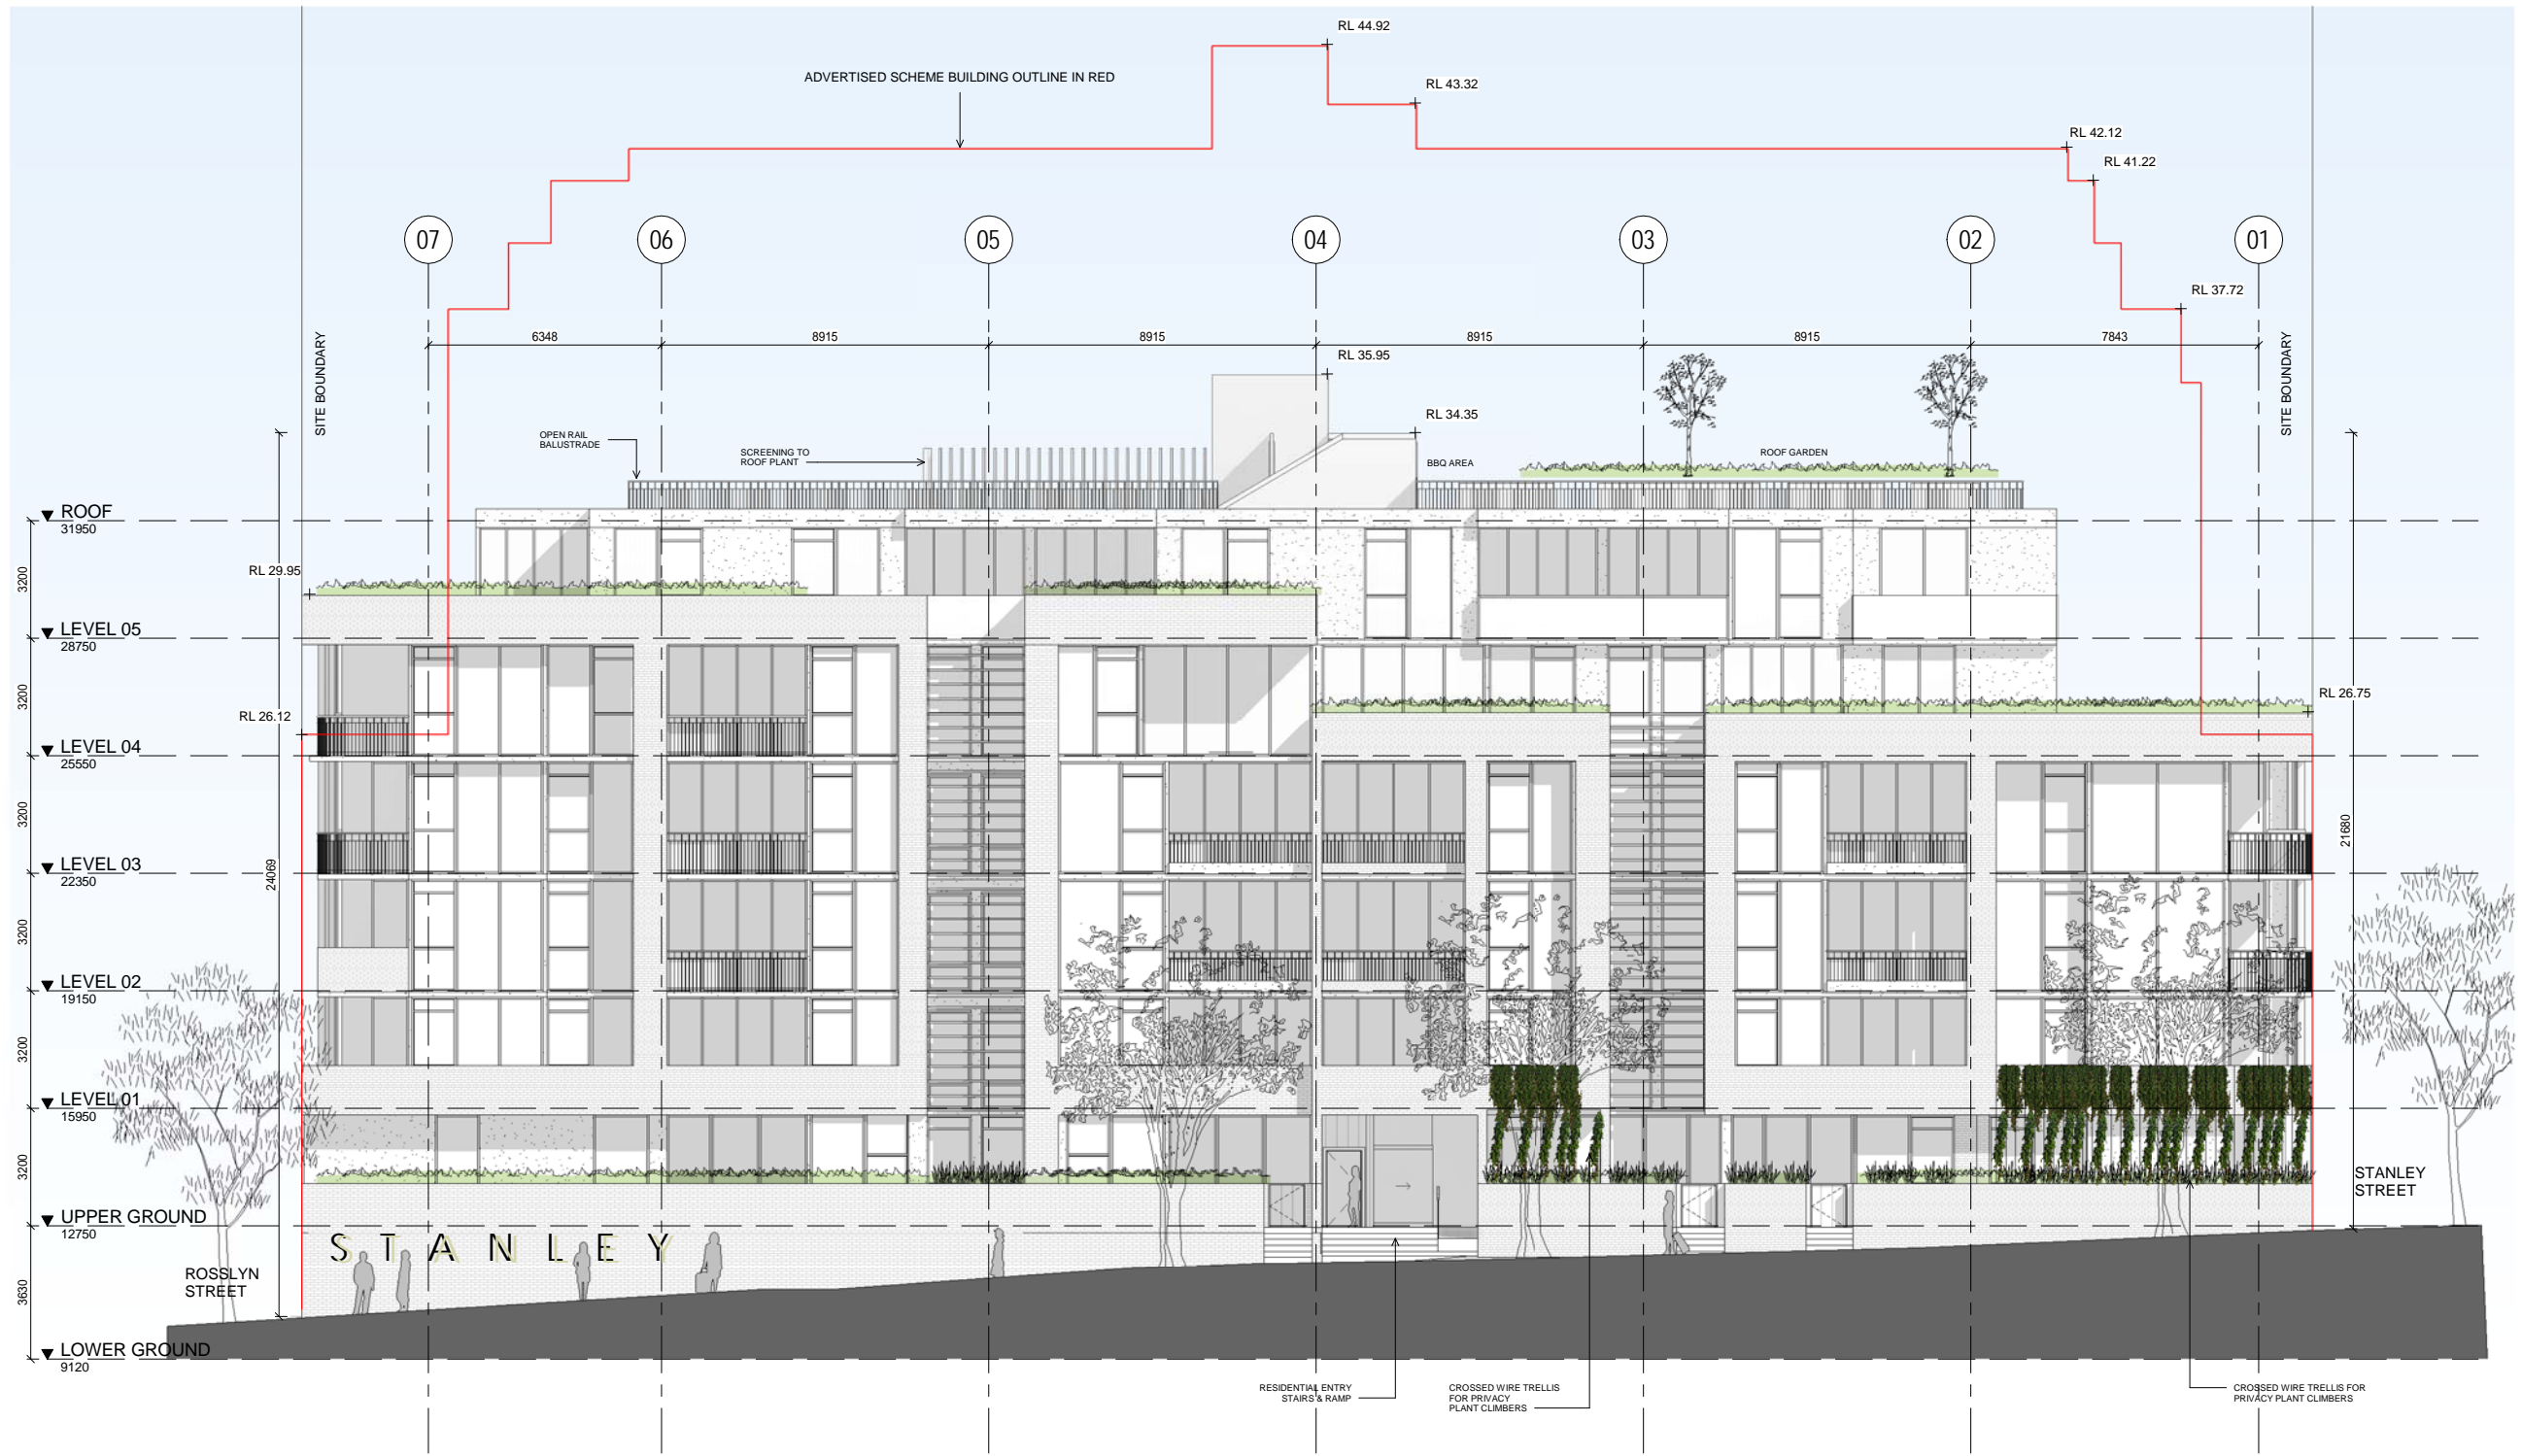 RL 44.92
ADVERTISED SCHEME BUILDING OUTLINE IN RED
RL 43.32
RL 42.12
RL 41.22
07
06
05
04
03
02
01
RL 37.72
6348
8915
8915
8915
8915
7843
SITE BOUNDARY
SITE BOUNDARY
RL 35.95
RL 34.35
OPEN RAIL
BALUSTRADE
SCREENING TO
ROOF PLANT
BBQ AREA
ROOF GARDEN
ROOF
31950
RL 29.95
3200
LEVEL 05
28750
3200
RL 26.12
RL 26.75
LEVEL 04
25550
3200
24069
21680
LEVEL 03
22350
3200
LEVEL 02
19150
3200
LEVEL 01
15950
3200
STANLEY
STREET
UPPER GROUND
12750
STANLEY
ROSSLYN
STREET
3630
LOWER GROUND
9120
RESIDENTIAL ENTRY
STAIRS & RAMP
CROSSED WIRE TRELLIS
FOR PRIVACY
PLANT CLIMBERS
CROSSED WIRE TRELLIS FOR
PRIVACY PLANT CLIMBERS